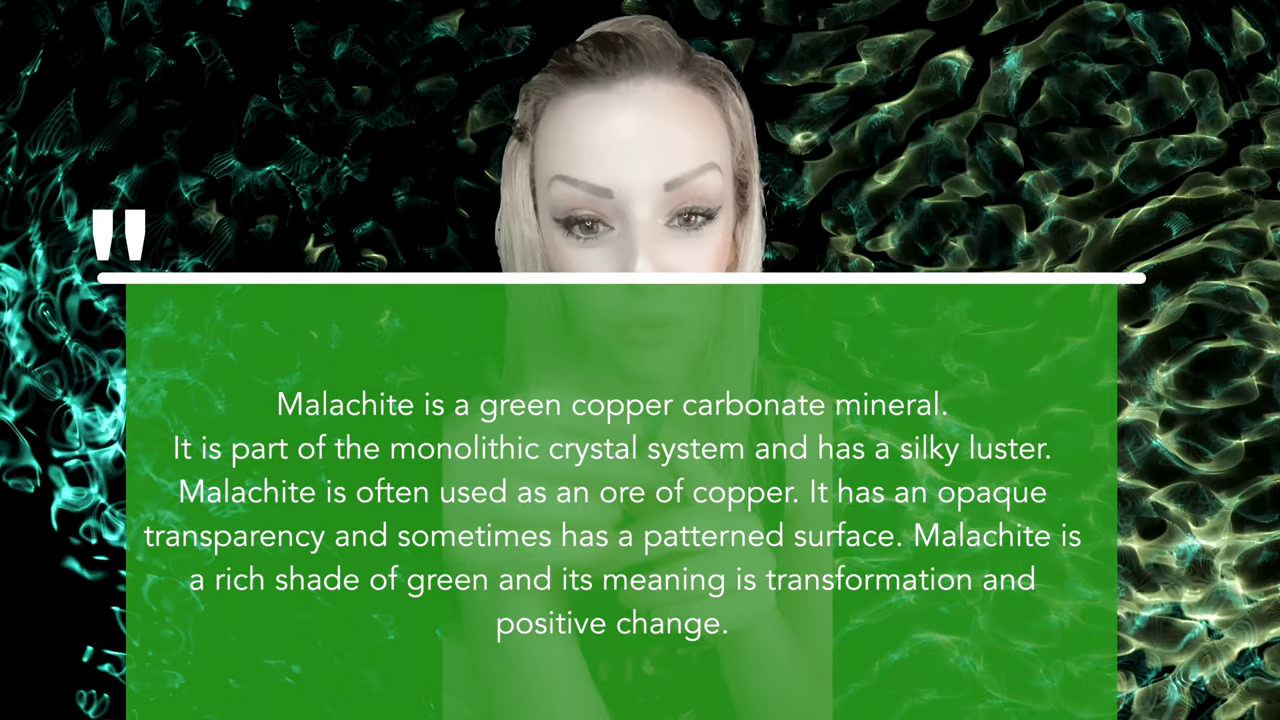 "
Malachite is a green copper carbonate mineral.
It is part of the monolithic crystal system and has a silky luster.
Malachite is often used as an ore of copper. It has an opaque
transparency and sometimes has a patterned surface. Malachite is
a rich shade of green and its meaning is transformation and
positive change.